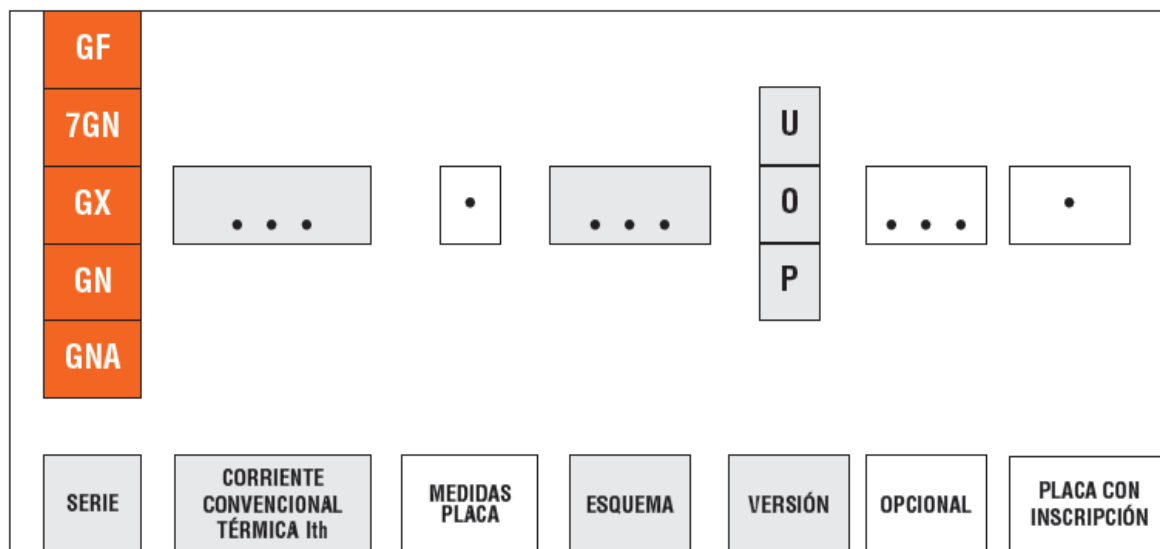 GF
7GN
GX
GN
GNA
• • •
•
• • •
U
O
P
• • •
•
SERIE
CORRIENTE
CONVENCIONAL
TÉRMICA Ith
MEDIDAS
PLACA
ESQUEMA
VERSIÓN
OPCIONAL
PLACA CON
INSCRIPCIÓN